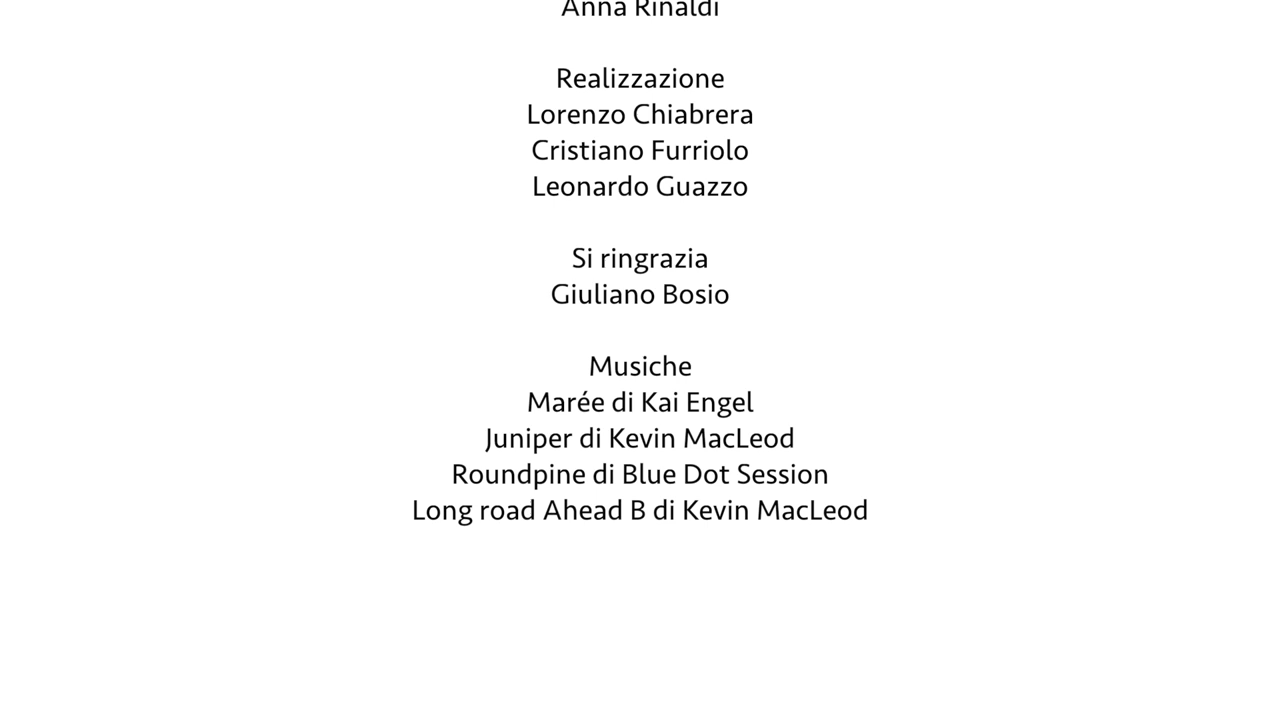 Anna Rinaldi
Realizzazione
Lorenzo Chiabrera
Cristiano Furriolo
Leonardo Guazzo
Si ringrazia
Giuliano Bosio
Musiche
Marée di Kai Engel
Juniper di Kevin MacLeod
Roundpine di Blue Dot Session
Long road Ahead B di Kevin MacLeod